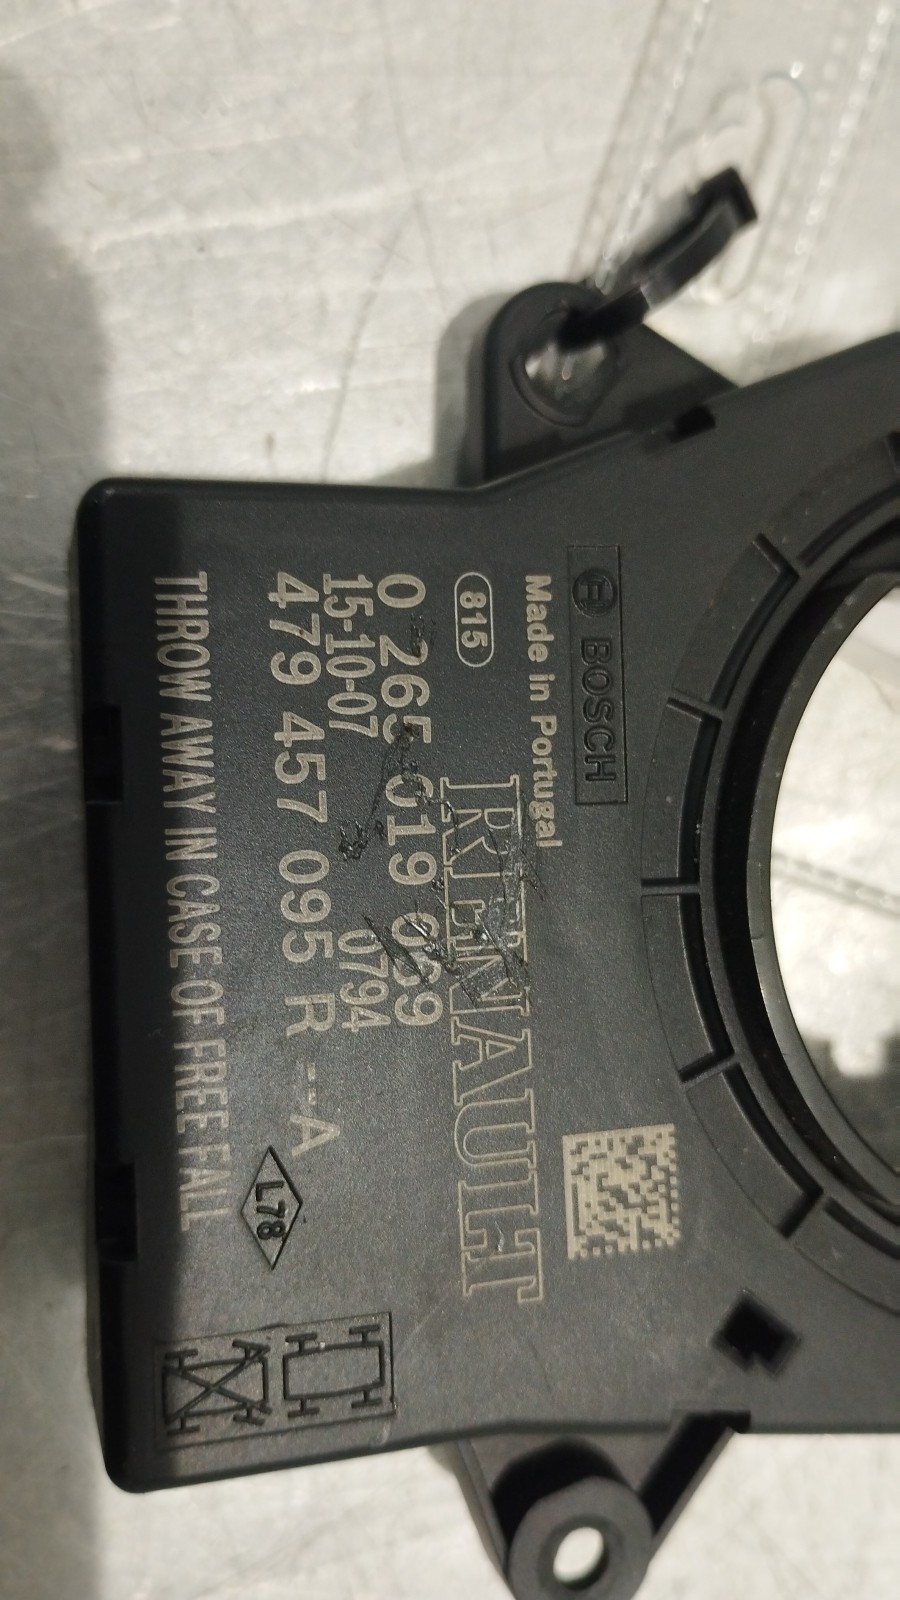 BOSCH
Made in Portugal
RENAULT
815
0 265 019 089
15-10-07 0794
479 457 095 R --A
L78
THROW AWAY IN CASE OF FREE FALL